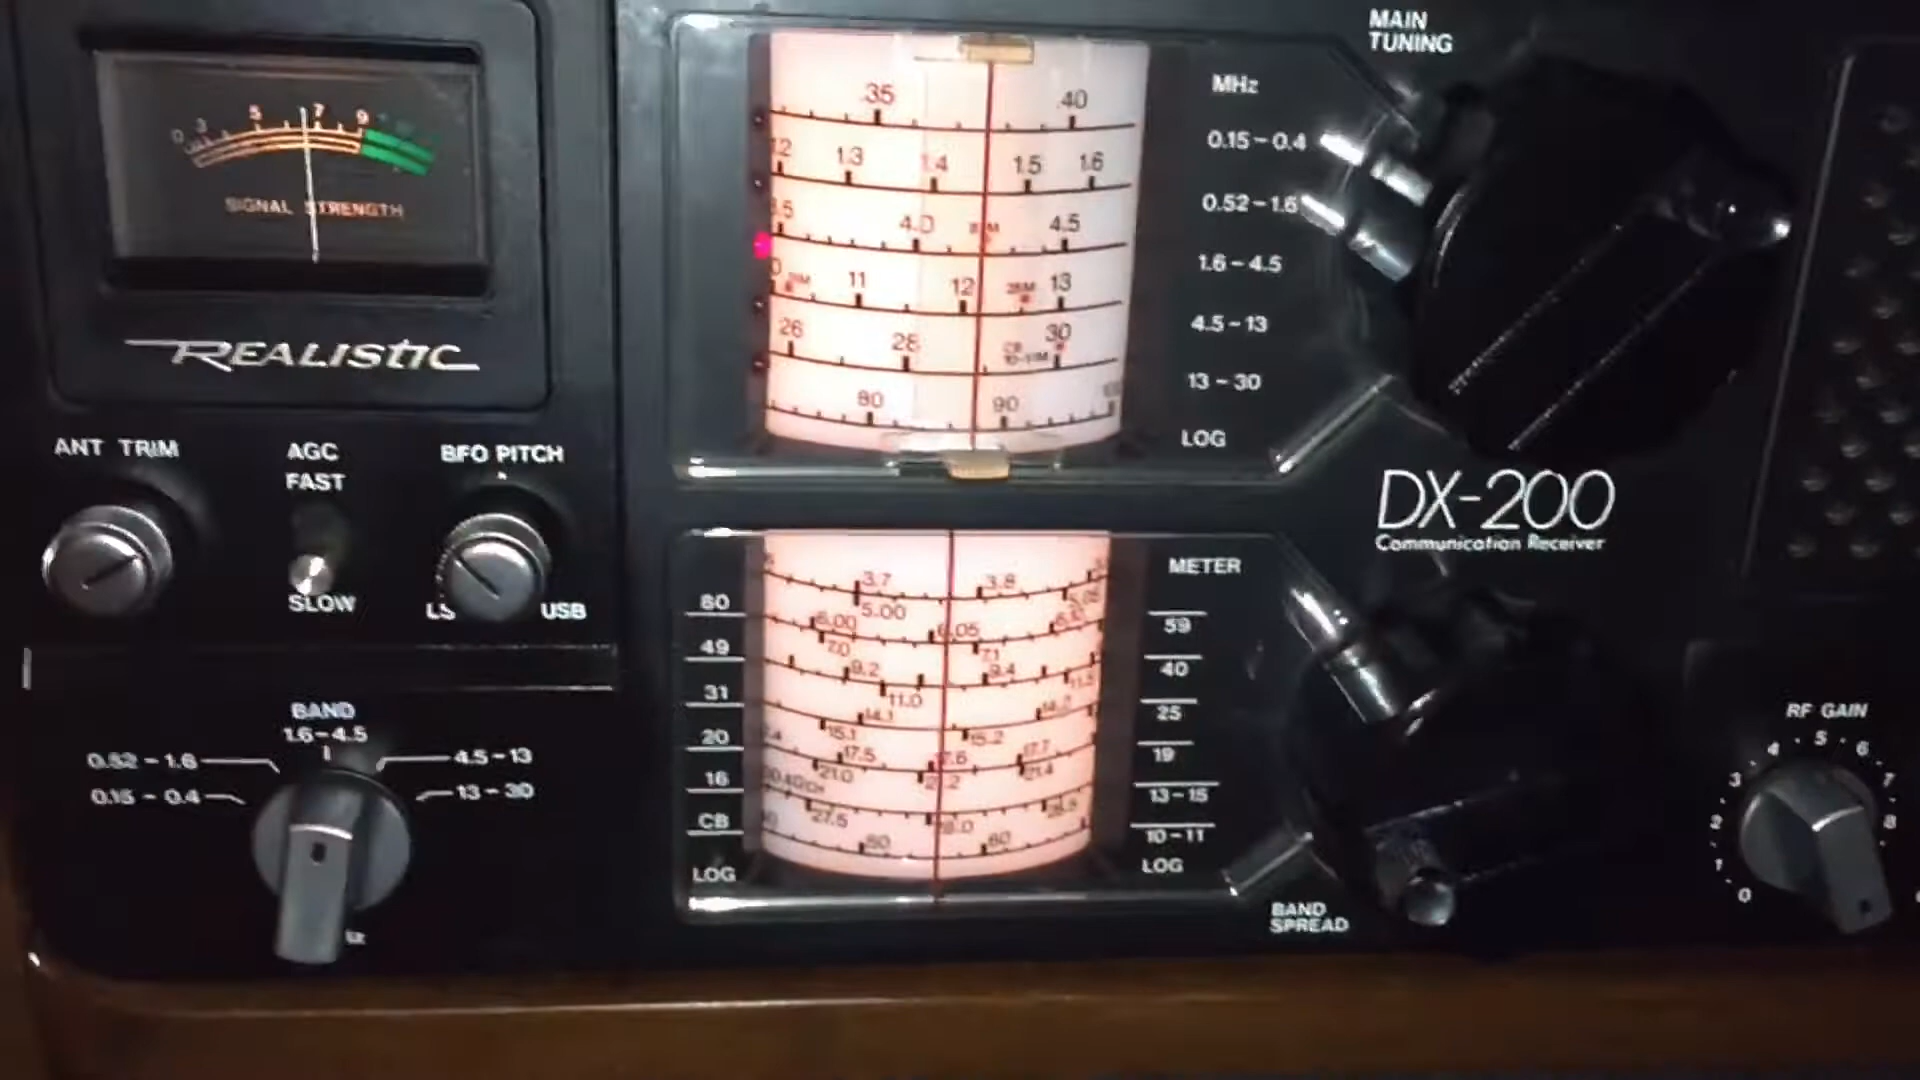 0 3 5 7 9
SIGNAL STRENGTH
REALISTIC
ANT TRIM
AGC
FAST
SLOW
BFO PITCH
USB
BAND
1.6-4.5
0.52 - 1.6
4.5-13
0.15 - 0.4
13-30
MAIN
TUNING
.35 .40
1.3 1.4 1.5 1.6
4.0 4.5
11 12 25M 13
26 28 CB 10-11M 30
80 90
MHz
0.15-0.4
0.52-1.6
1.6-4.5
4.5-13
13-30
LOG
DX-200
Communication Receiver
METER
60
49
31
20
16
CB
LOG
3.7 3.8
5.00
6.00 6.05
7.0 7.1
9.2 9.4
11.0
14.1 14.2
15.1 15.2
17.5 17.6 17.7
21.0 21.4
27.5
59
40
25
19
13-15
10-11
LOG
BAND
SPREAD
RF GAIN
0 1 2 3 4 5 6 7 8